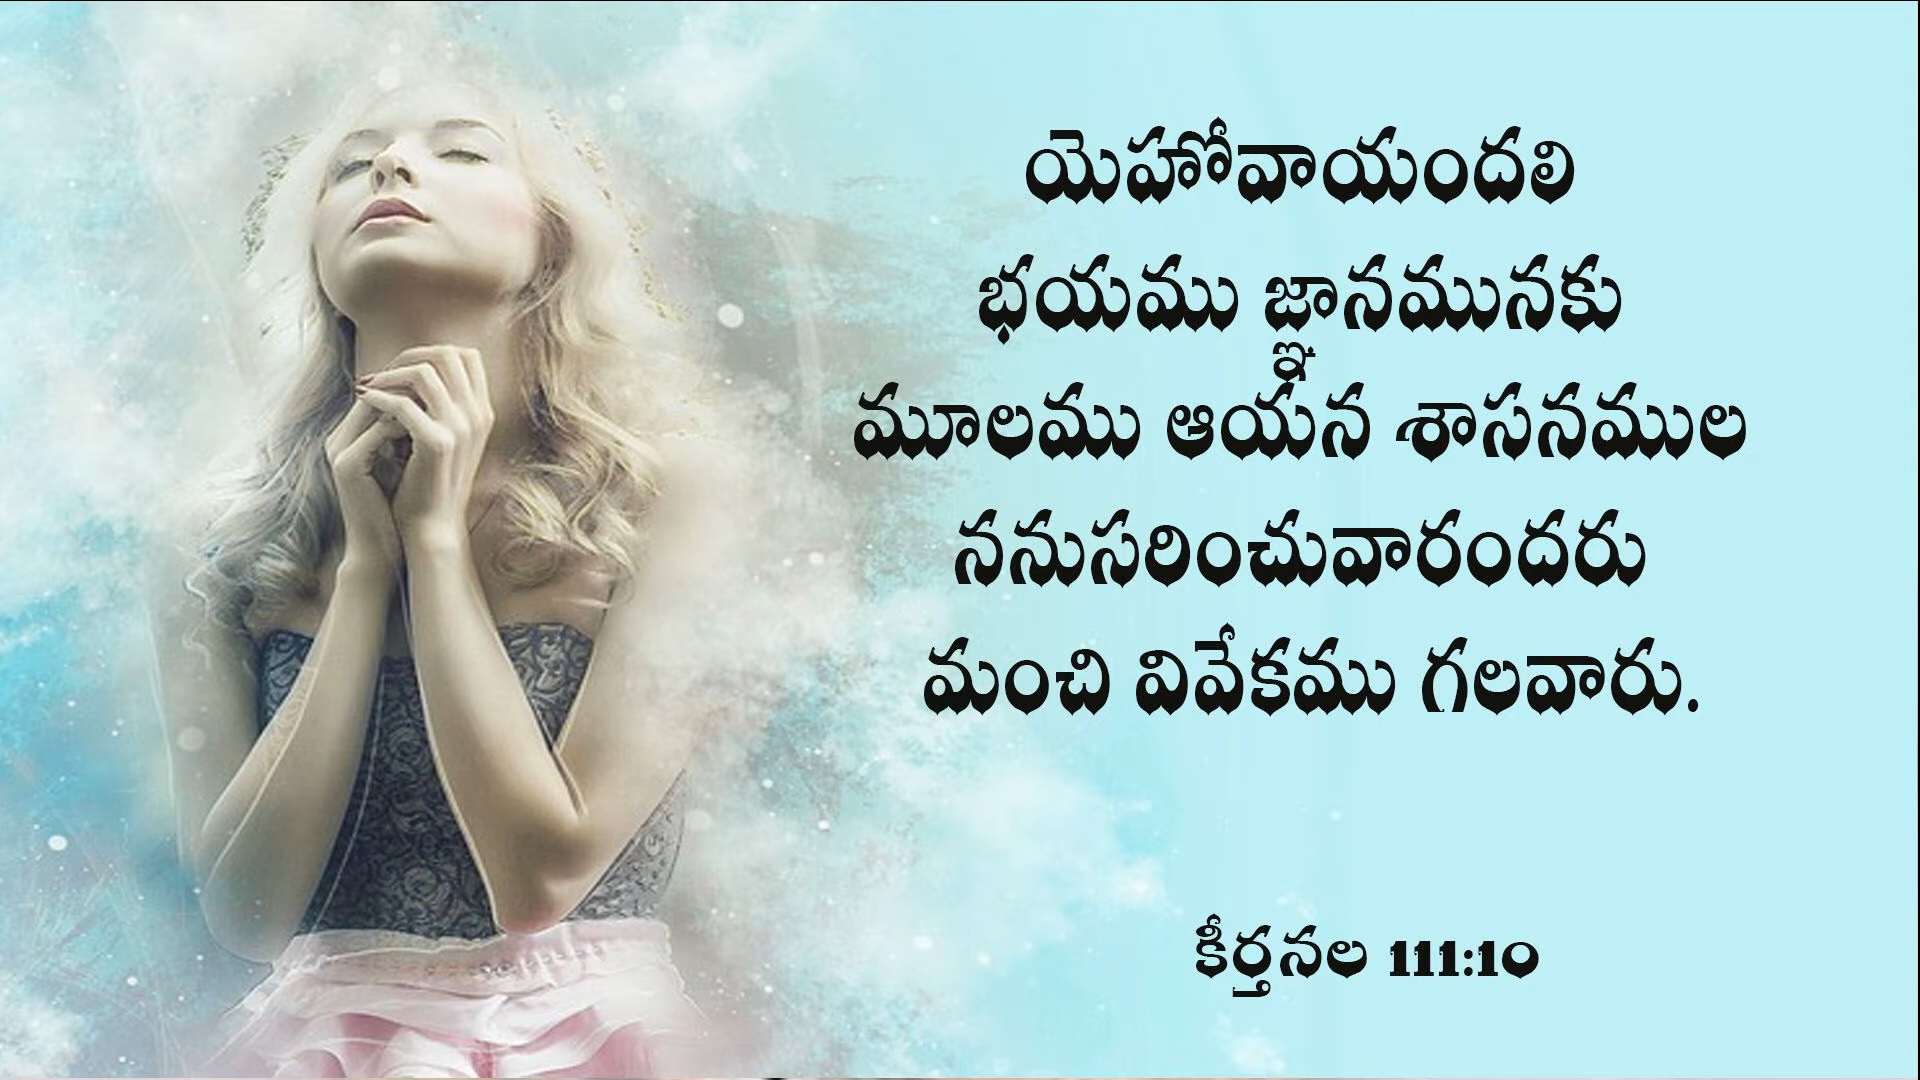 యెహోవాయందలి
భయము జ్ఞానమునకు
మూలము ఆయన శాసనముల
ననుసరించువారందరు
మంచి వివేకము గలవారు.
కీర్తనల 111:10